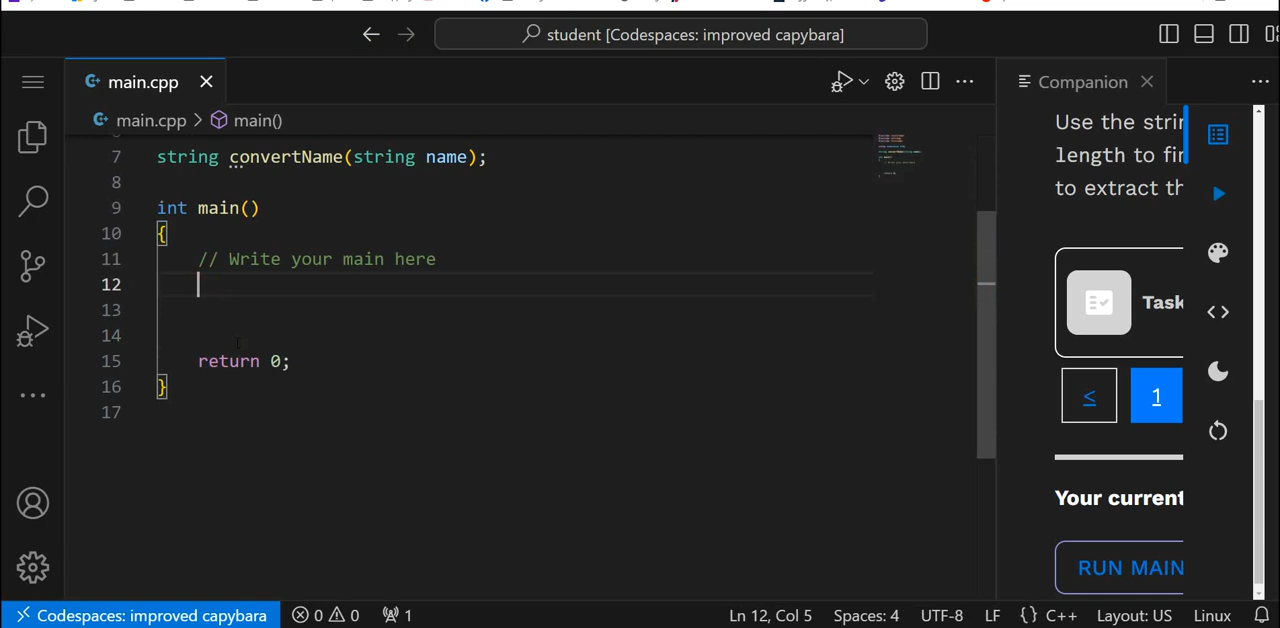 student [Codespaces: improved capybara]
main.cpp
Companion
main.cpp > main()
7 string convertName(string name);
8
9 int main()
10 {
11 // Write your main here
12
13
14
15 return 0;
16 }
17
Use the strin
length to fin
to extract th
Task
< 1
Your current
RUN MAIN
Codespaces: improved capybara 0 0 1 Ln 12, Col 5 Spaces: 4 UTF-8 LF {} C++ Layout: US Linux